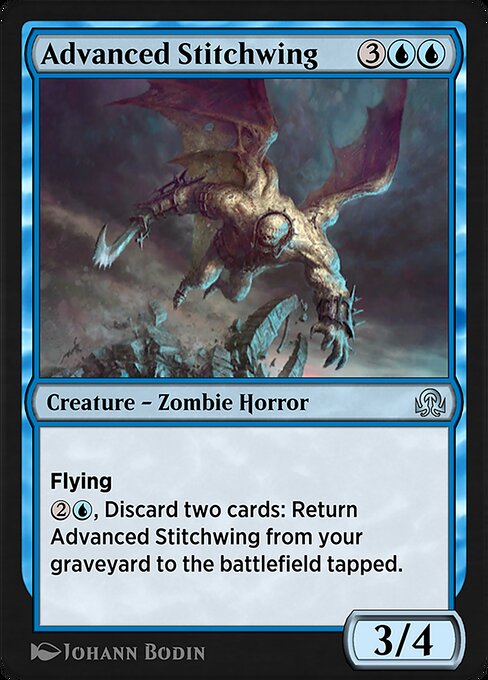 Advanced Stitchwing 3
Creature – Zombie Horror
Flying
2, Discard two cards: Return
Advanced Stitchwing from your
graveyard to the battlefield tapped.
3/4
Johann Bodin